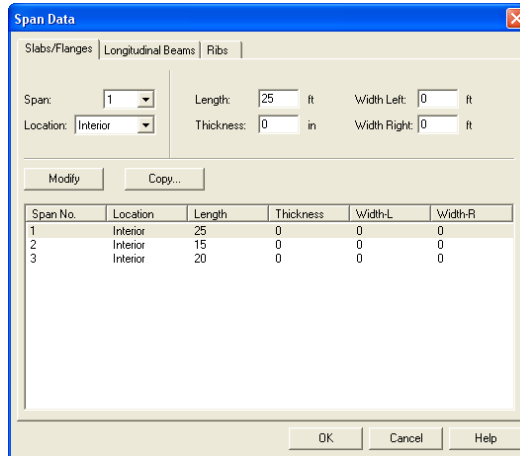 Span Data
Slabs/Flanges Longitudinal Beams Ribs
Span: 1 Length: 25 ft Width Left: 0 ft
Location: Interior Thickness: 0 in Width Right: 0 ft
Modify Copy...
Span No. Location Length Thickness Width-L Width-R
1 Interior 25 0 0 0
2 Interior 15 0 0 0
3 Interior 20 0 0 0
OK Cancel Help